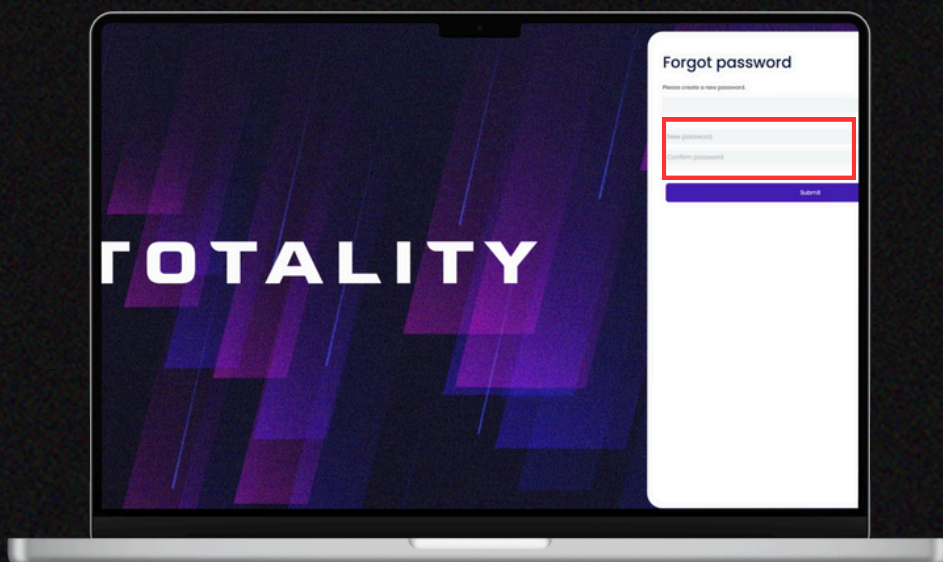 TOTALITY
Forgot password
Please create a new password.
New password
Confirm password
Submit